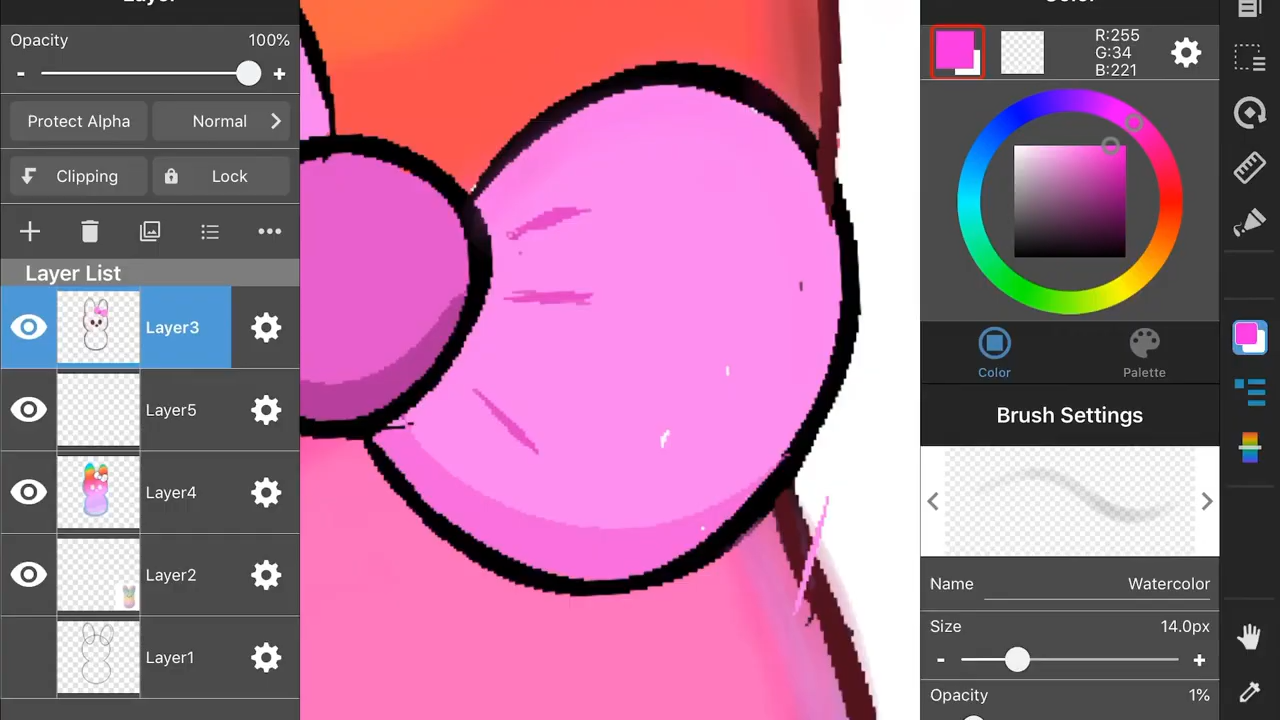 Layer
Opacity 100%
- +
Protect Alpha Normal
Clipping Lock
Layer List
Layer3
Layer5
Layer4
Layer2
Layer1
Color
R:255
G:34
B:221
Color Palette
Brush Settings
Name Watercolor
Size 14.0px
- +
Opacity 1%